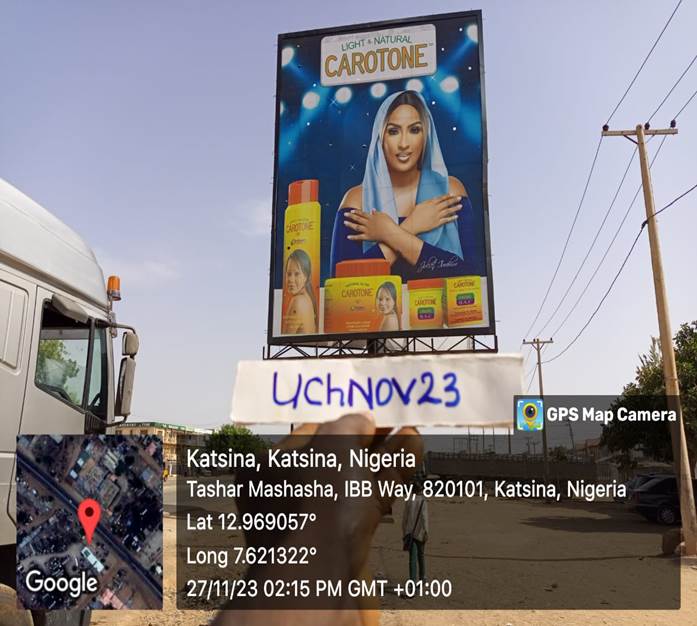 LIGHT & NATURAL
CAROTONE
CAROTONE
CAROTONE
CAROTONE
CAROTONE
UChNOV23
GPS Map Camera
Katsina, Katsina, Nigeria
Tashar Mashasha, IBB Way, 820101, Katsina, Nigeria
Lat 12.969057°
Long 7.621322°
27/11/23 02:15 PM GMT +01:00
Google